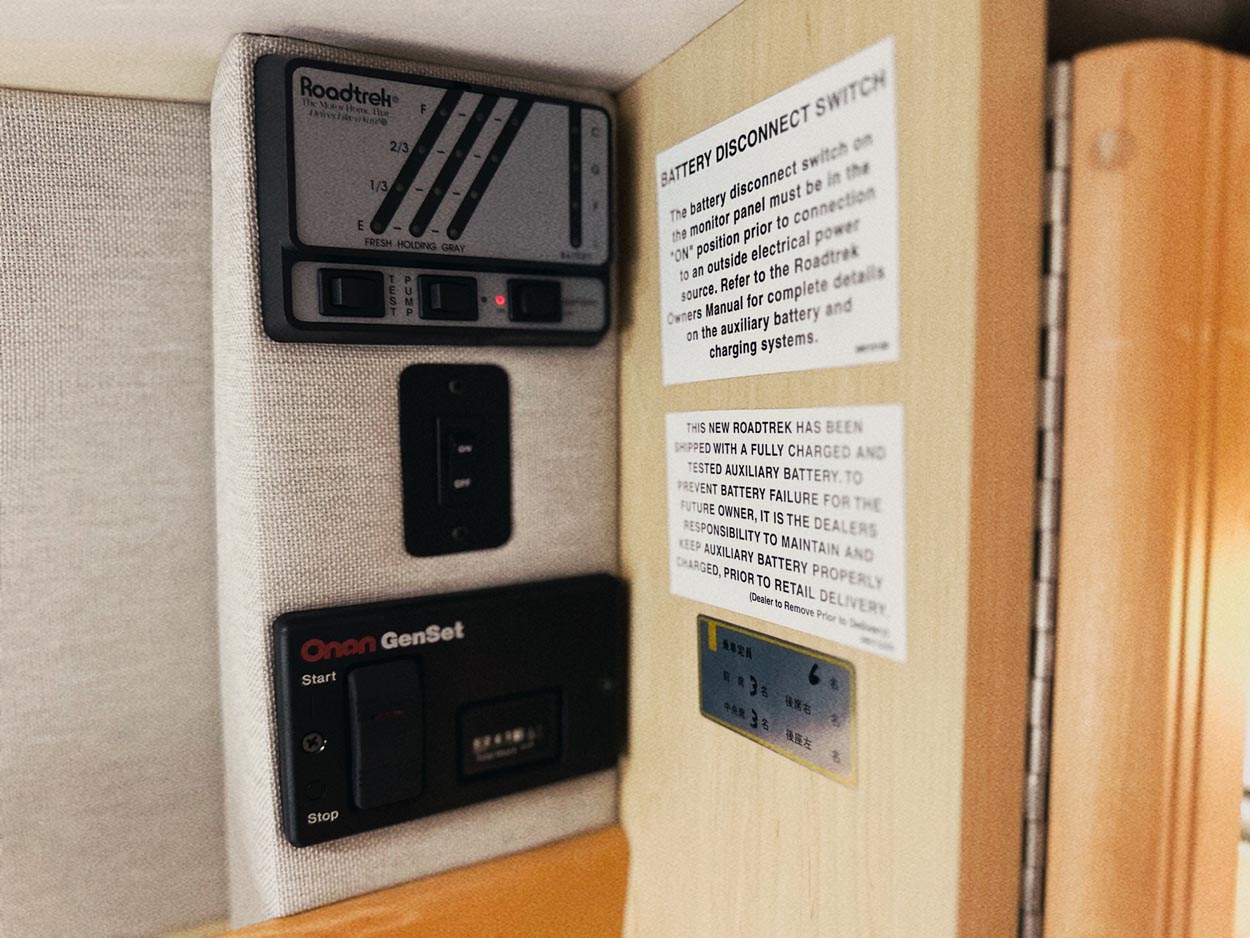 Roadtrek®
The Motor Home That
Drives Like a Van!®
F
2/3
1/3
E
FRESH HOLDING GRAY
C
G
F
L
BATTERY
TEST
PUMP
ON
OFF
Onan GenSet
Start
Stop
BATTERY DISCONNECT SWITCH
The battery disconnect switch on
the monitor panel must be in the
"ON" position prior to connection
to an outside electrical power
source. Refer to the Roadtrek
Owners Manual for complete details
on the auxiliary battery and
charging systems.
THIS NEW ROADTREK HAS BEEN
SHIPPED WITH A FULLY CHARGED AND
TESTED AUXILIARY BATTERY. TO
PREVENT BATTERY FAILURE FOR THE
FUTURE OWNER, IT IS THE DEALERS
RESPONSIBILITY TO MAINTAIN AND
KEEP AUXILIARY BATTERY PROPERLY
CHARGED, PRIOR TO RETAIL DELIVERY.
(Dealer to Remove Prior to Delivery)
乗車定員 6 名
前席 3 名 後席右 名
中央席 3 名 後座左 名